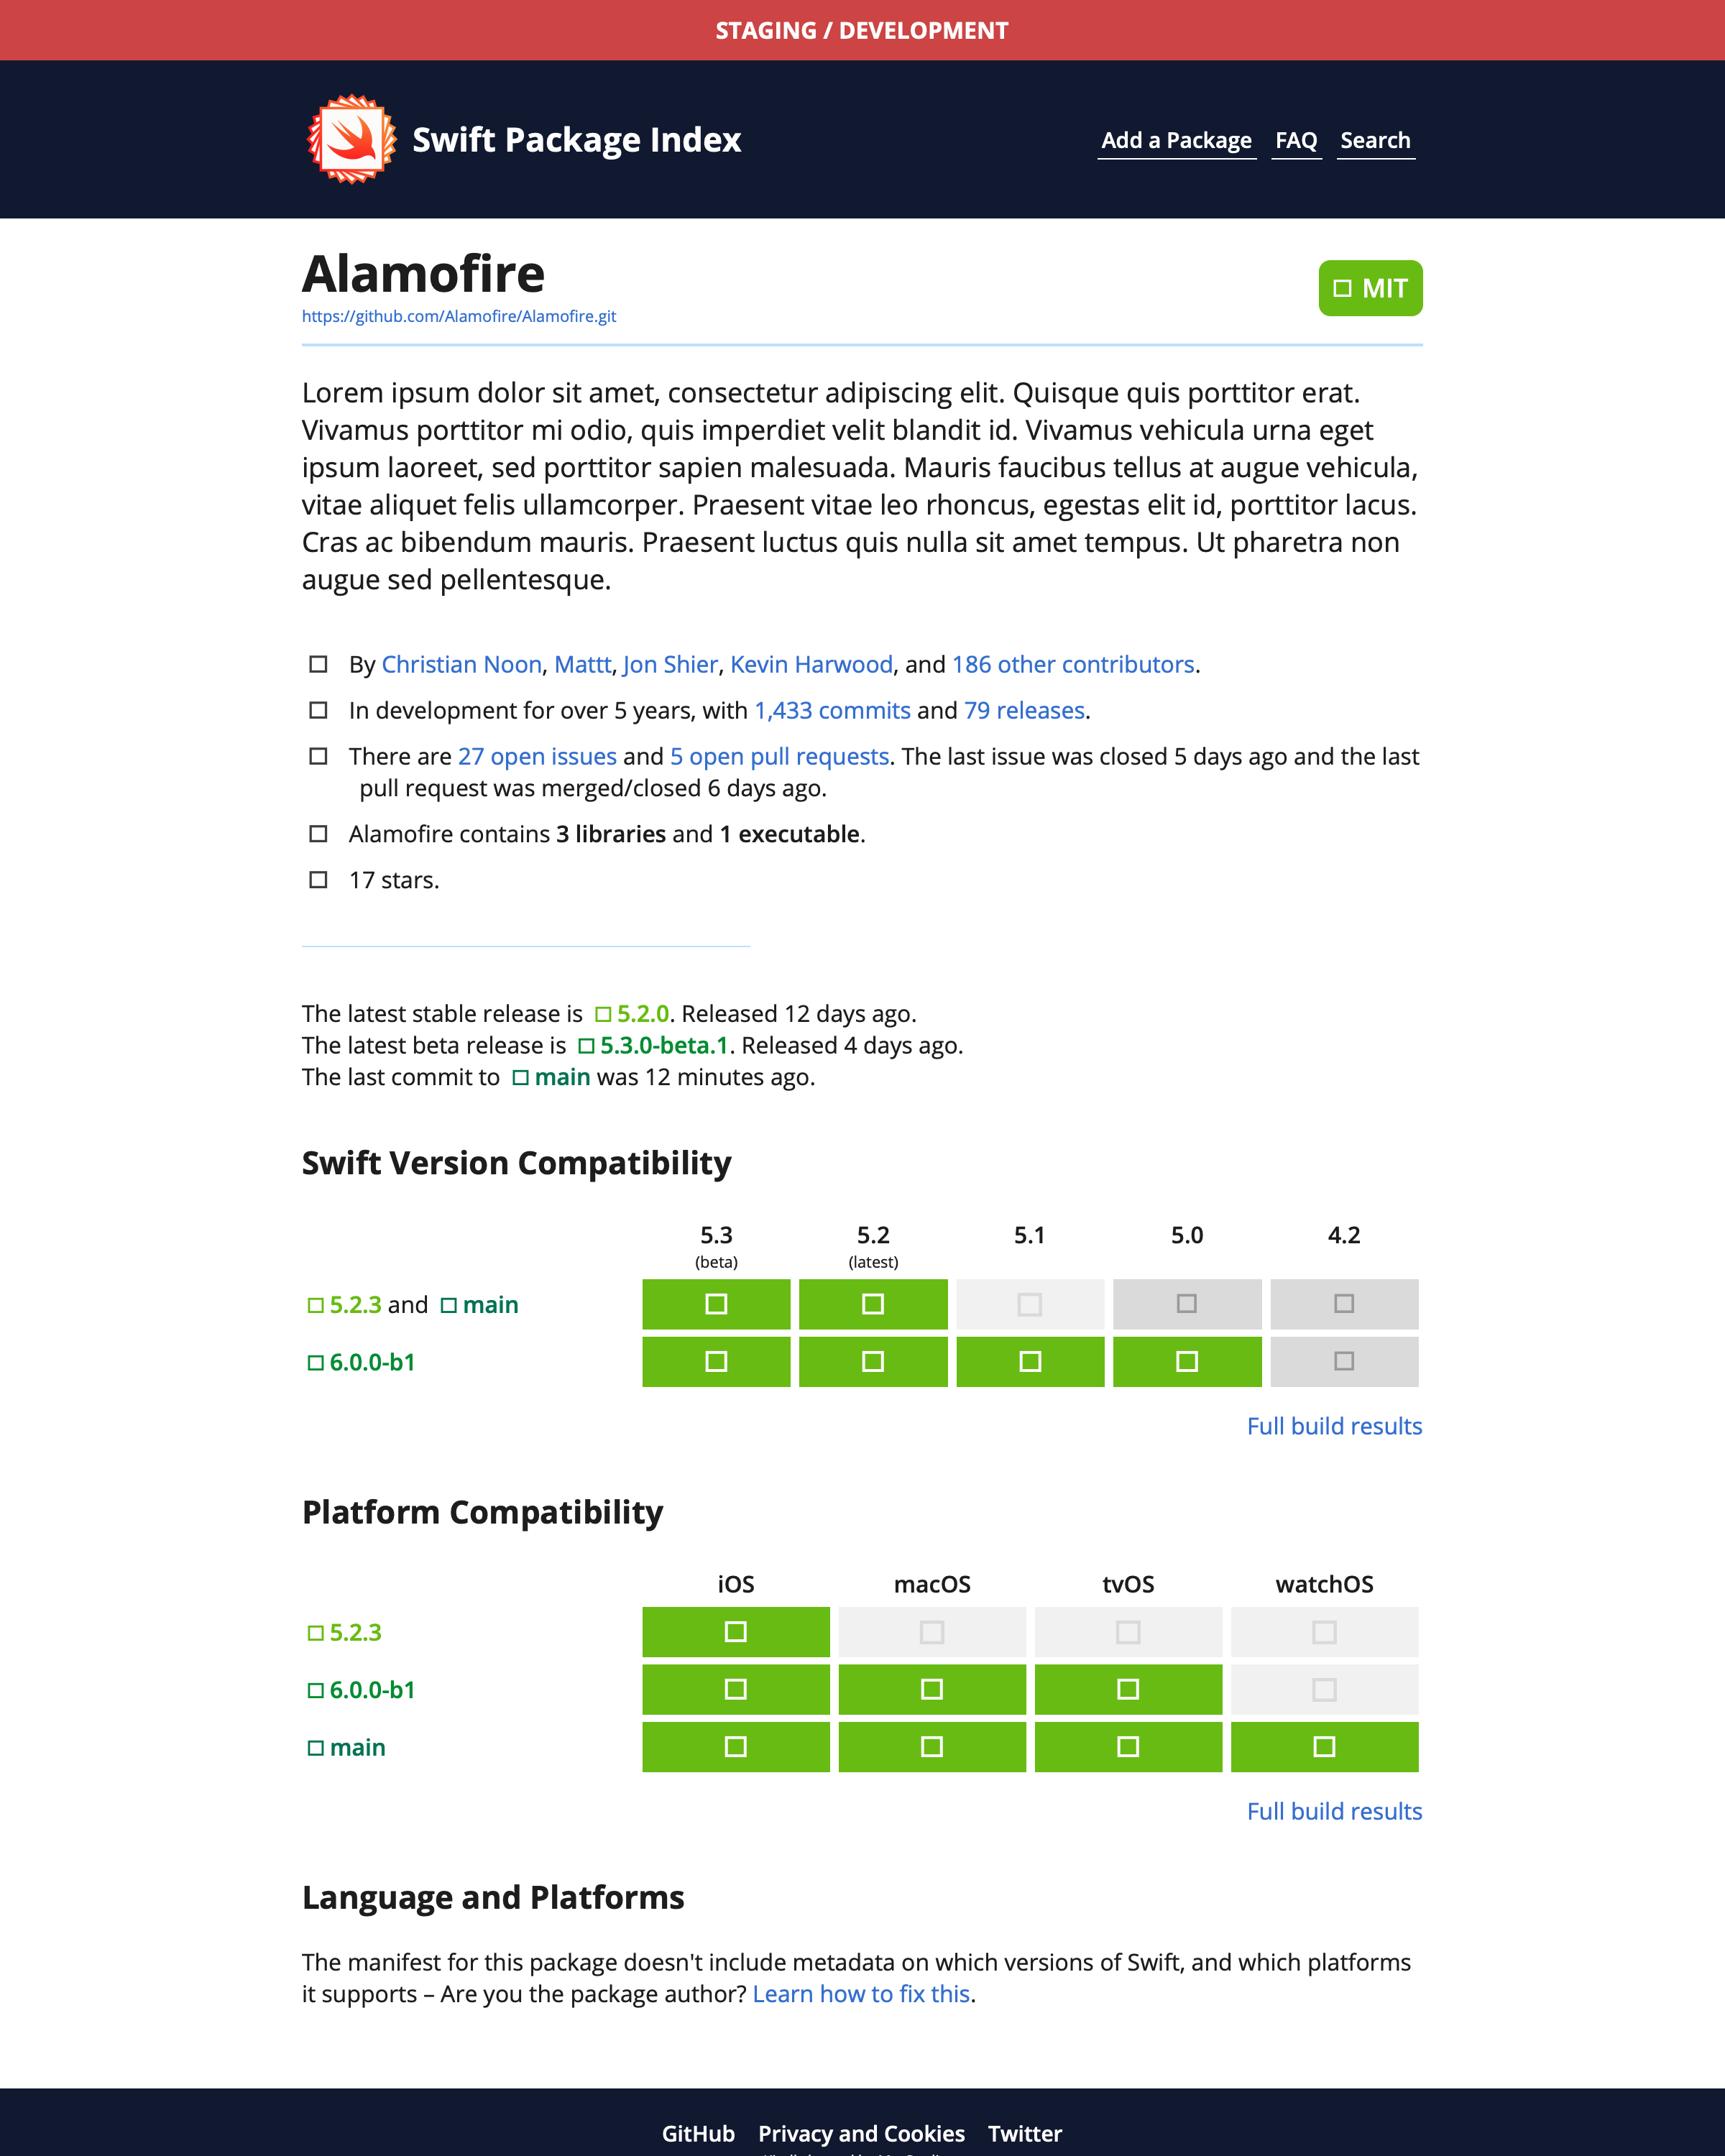 STAGING / DEVELOPMENT
Swift Package Index
Add a Package FAQ Search
Alamofire
MIT
https://github.com/Alamofire/Alamofire.git
Lorem ipsum dolor sit amet, consectetur adipiscing elit. Quisque quis porttitor erat.
Vivamus porttitor mi odio, quis imperdiet velit blandit id. Vivamus vehicula urna eget
ipsum laoreet, sed porttitor sapien malesuada. Mauris faucibus tellus at augue vehicula,
vitae aliquet felis ullamcorper. Praesent vitae leo rhoncus, egestas elit id, porttitor lacus.
Cras ac bibendum mauris. Praesent luctus quis nulla sit amet tempus. Ut pharetra non
augue sed pellentesque.
By Christian Noon, Mattt, Jon Shier, Kevin Harwood, and 186 other contributors.
In development for over 5 years, with 1,433 commits and 79 releases.
There are 27 open issues and 5 open pull requests. The last issue was closed 5 days ago and the last
pull request was merged/closed 6 days ago.
Alamofire contains 3 libraries and 1 executable.
17 stars.
The latest stable release is 5.2.0. Released 12 days ago.
The latest beta release is 5.3.0-beta.1. Released 4 days ago.
The last commit to main was 12 minutes ago.
Swift Version Compatibility
5.3 5.2 5.1 5.0 4.2
(beta) (latest)
5.2.3 and main
6.0.0-b1
Full build results
Platform Compatibility
iOS macOS tvOS watchOS
5.2.3
6.0.0-b1
main
Full build results
Language and Platforms
The manifest for this package doesn't include metadata on which versions of Swift, and which platforms
it supports – Are you the package author? Learn how to fix this.
GitHub Privacy and Cookies Twitter